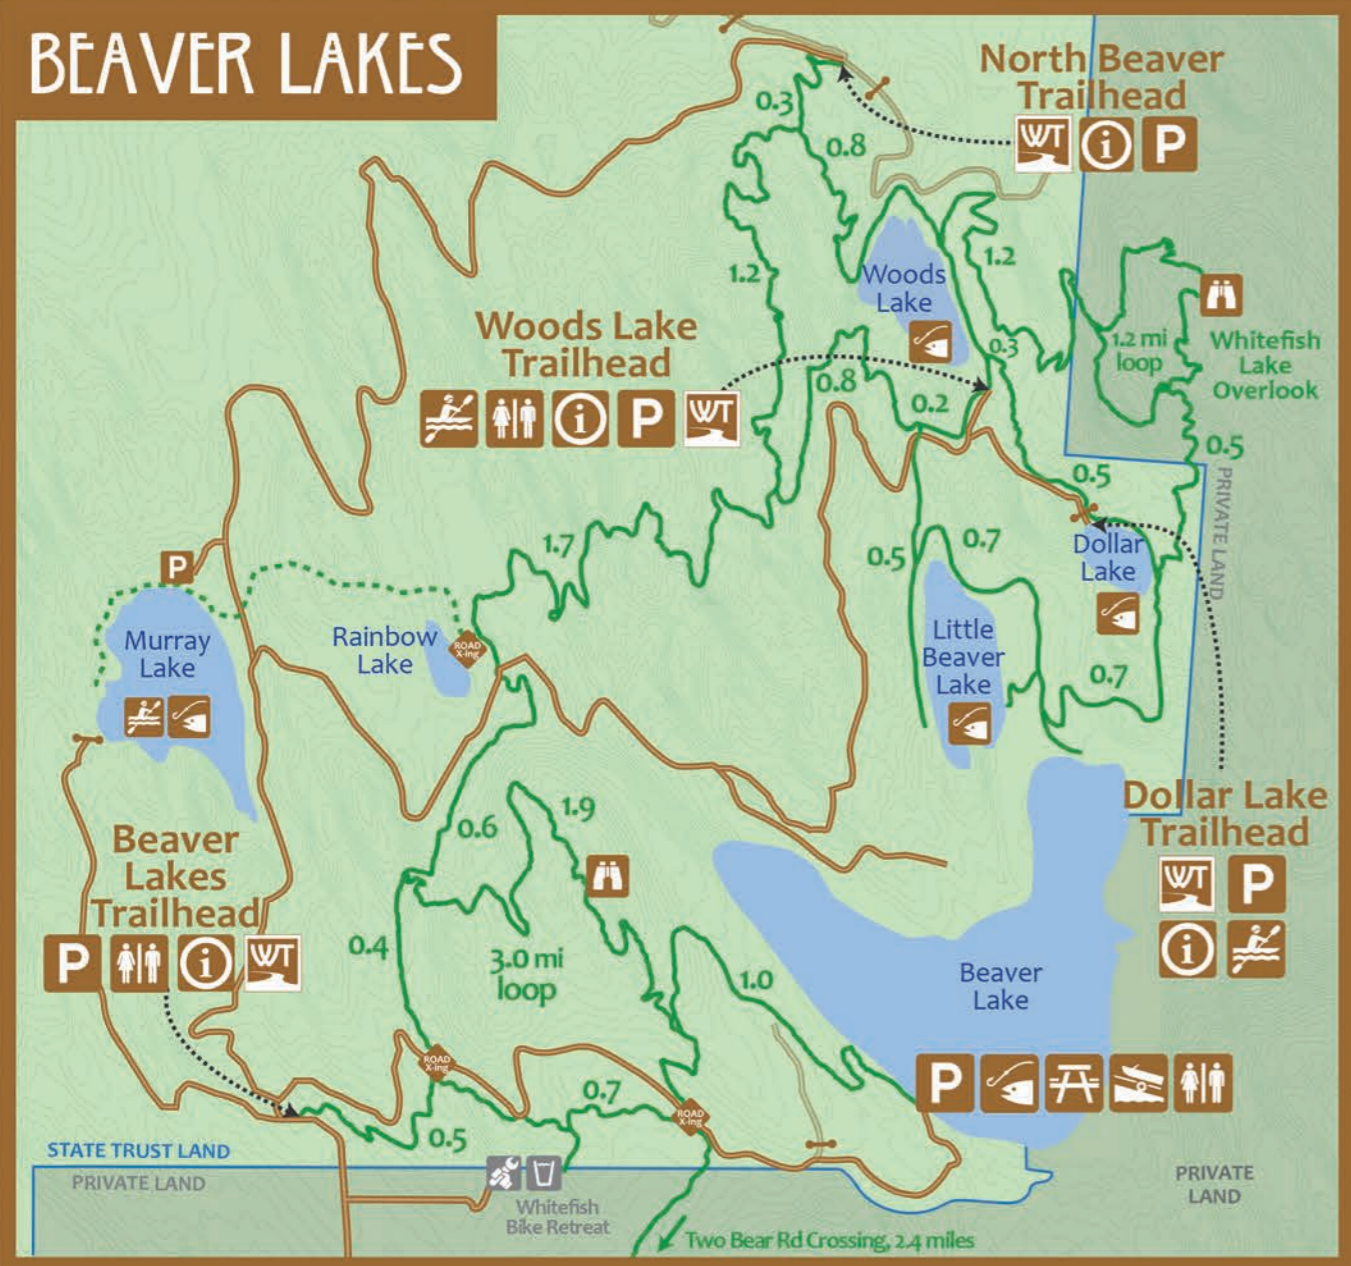 BEAVER LAKES
North Beaver
Trailhead
WT
i
P
0.3
0.8
1.2
1.2
Woods
Lake
Woods Lake
Trailhead
i
P
WT
0.3
1.2 mi
loop
Whitefish
Lake
Overlook
0.8
0.2
0.5
0.5
PRIVATE LAND
1.7
0.5
0.7
Dollar
Lake
P
Murray
Lake
Rainbow
Lake
ROAD
X-ing
Little
Beaver
Lake
0.7
Dollar Lake
Trailhead
WT
P
i
Beaver
Lakes
Trailhead
P
i
WT
0.6
1.9
0.4
3.0 mi
loop
1.0
Beaver
Lake
P
ROAD
X-ing
0.7
ROAD
X-ing
0.5
STATE TRUST LAND
PRIVATE LAND
Whitefish
Bike Retreat
PRIVATE
LAND
Two Bear Rd Crossing, 2.4 miles